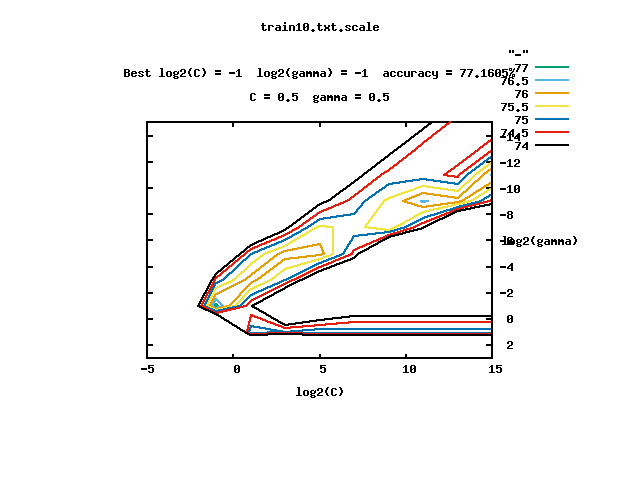 train10.txt.scale
"-"
Best log2(C) = -1  log2(gamma) = -1  accuracy = 77.1605%
C = 0.5  gamma = 0.5
77
76.5
76
75.5
75
74.5
74
-14
-12
-10
-8
-6
log2(gamma)
-4
-2
0
2
-5 0 5 10 15
log2(C)